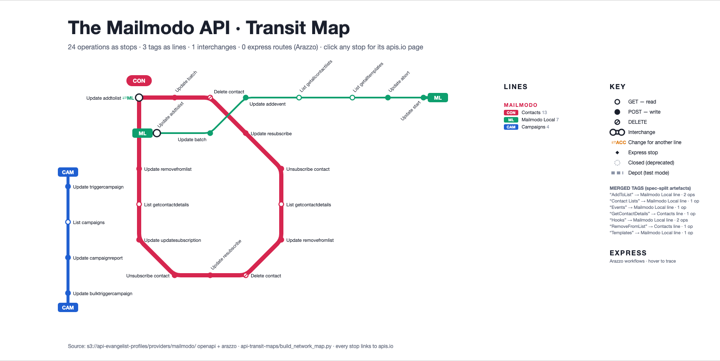 The Mailmodo API · Transit Map
24 operations as stops · 3 tags as lines · 1 interchanges · 0 express routes (Arazzo) · click any stop for its apis.io page
CON
Update batch
Update addtolist
ML
Update addtolist
Delete contact
Update addevent
List getallcontactlists
List getalltemplates
Update abort
Update start
ML
ML
Update batch
Update resubscribe
Update removefromlist
Unsubscribe contact
CAM
Update triggercampaign
List getcontactdetails
List getcontactdetails
List campaigns
Update updatesubscription
Update removefromlist
Update campaignreport
Update resubscribe
Unsubscribe contact
Delete contact
Update bulktriggercampaign
CAM
LINES
MAILMODO
CON Contacts 13
ML Mailmodo Local 7
CAM Campaigns 4
KEY
GET — read
POST — write
DELETE
Interchange
ACC Change for another line
Express stop
Closed (deprecated)
Depot (test mode)
MERGED TAGS (spec-split artefacts)
"AddToList" → Mailmodo Local line · 2 ops
"Contact Lists" → Mailmodo Local line · 1 op
"Events" → Mailmodo Local line · 1 op
"GetContactDetails" → Contacts line · 1 op
"Hooks" → Mailmodo Local line · 2 ops
"RemoveFromList" → Contacts line · 1 op
"Templates" → Mailmodo Local line · 1 op
EXPRESS
Arazzo workflows · hover to trace
Source: s3://api-evangelist-profiles/providers/mailmodo/ openapi + arazzo · api-transit-maps/build_network_map.py · every stop links to apis.io